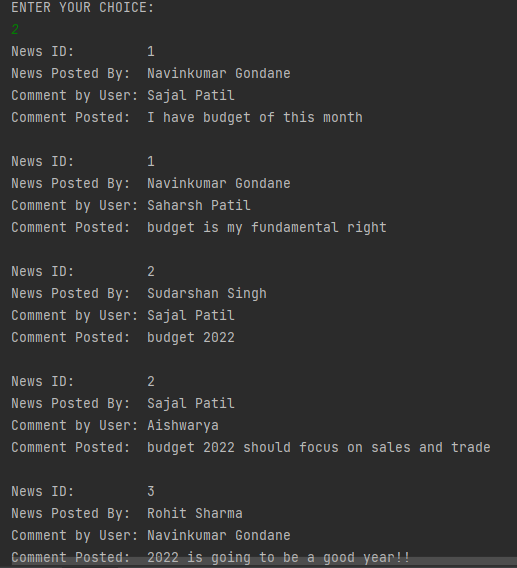 ENTER YOUR CHOICE:
2
News ID: 1
News Posted By: Navinkumar Gondane
Comment by User: Sajal Patil
Comment Posted: I have budget of this month
News ID: 1
News Posted By: Navinkumar Gondane
Comment by User: Saharsh Patil
Comment Posted: budget is my fundamental right
News ID: 2
News Posted By: Sudarshan Singh
Comment by User: Sajal Patil
Comment Posted: budget 2022
News ID: 2
News Posted By: Sajal Patil
Comment by User: Aishwarya
Comment Posted: budget 2022 should focus on sales and trade
News ID: 3
News Posted By: Rohit Sharma
Comment by User: Navinkumar Gondane
Comment Posted: 2022 is going to be a good year!!